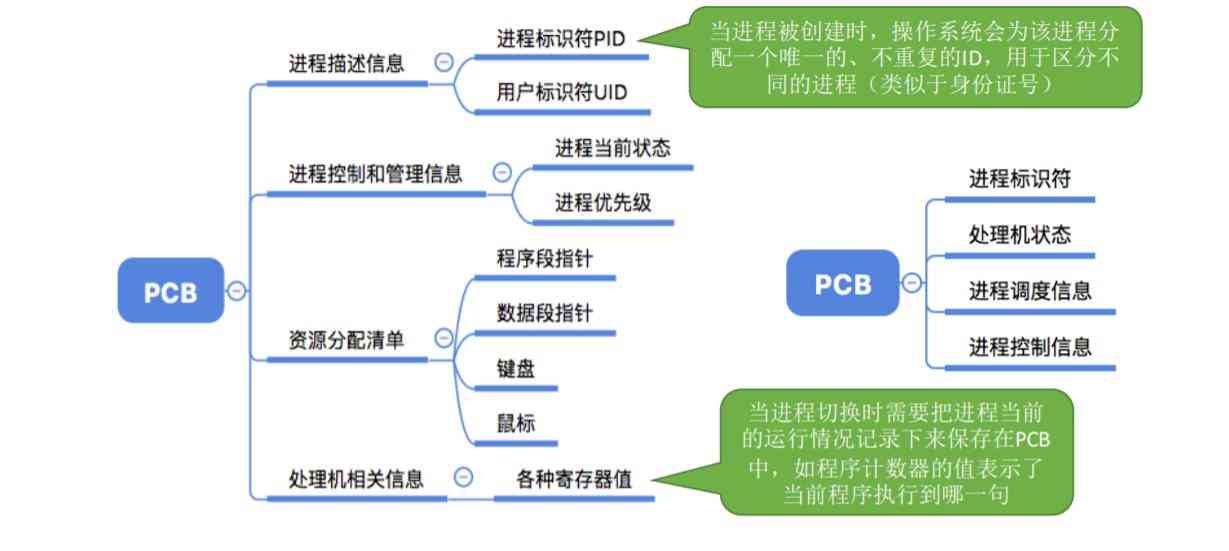 PCB
进程描述信息
进程标识符PID
用户标识符UID
进程控制和管理信息
进程当前状态
进程优先级
资源分配清单
程序段指针
数据段指针
键盘
鼠标
处理机相关信息
各种寄存器值
当进程被创建时，操作系统会为该进程分
配一个唯一的、不重复的ID，用于区分不
同的进程（类似于身份证号）
PCB
进程标识符
处理机状态
进程调度信息
进程控制信息
当进程切换时需要把进程当前
的运行情况记录下来保存在PCB
中，如程序计数器的值表示了
当前程序执行到哪一句